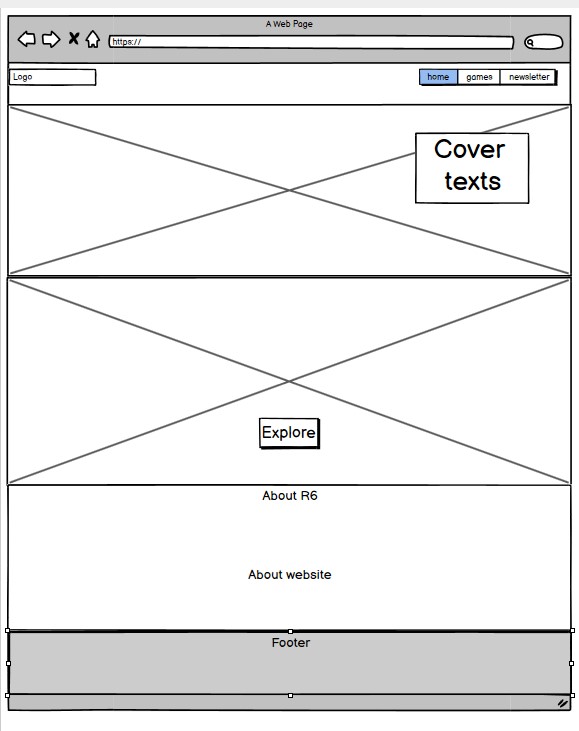 A Web Page
https://
Logo
home games newsletter
Cover
texts
Explore
About R6
About website
Footer